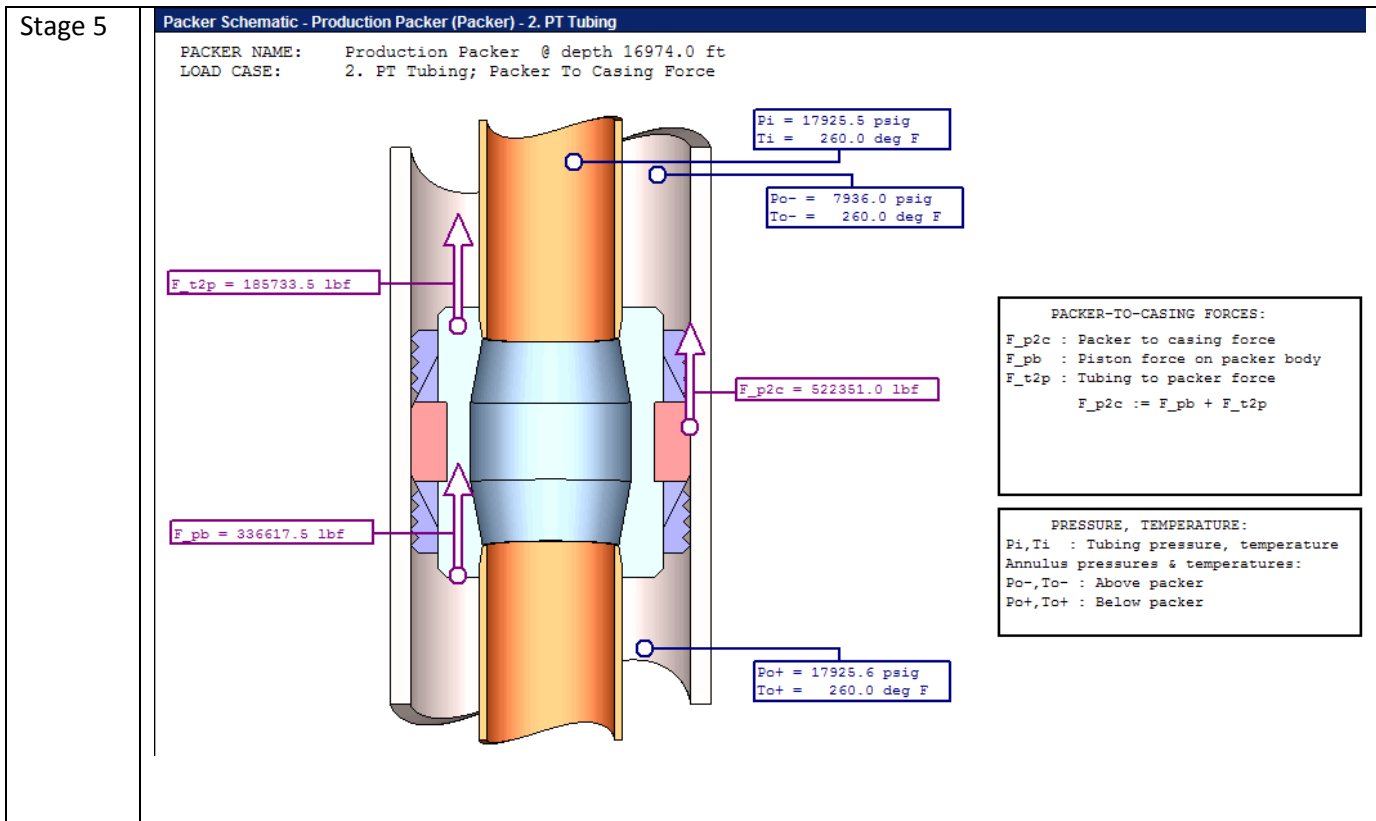 Stage 5
Packer Schematic - Production Packer (Packer) - 2. PT Tubing
PACKER NAME: Production Packer @ depth 16974.0 ft
LOAD CASE: 2. PT Tubing; Packer To Casing Force
Pi = 17925.5 psig
Ti = 260.0 deg F
Po- = 7936.0 psig
To- = 260.0 deg F
F_t2p = 185733.5 lbf
F_p2c = 522351.0 lbf
F_pb = 336617.5 lbf
Po+ = 17925.6 psig
To+ = 260.0 deg F
PACKER-TO-CASING FORCES:
F_p2c : Packer to casing force
F_pb : Piston force on packer body
F_t2p : Tubing to packer force
F_p2c := F_pb + F_t2p
PRESSURE, TEMPERATURE:
Pi,Ti : Tubing pressure, temperature
Annulus pressures & temperatures:
Po-,To- : Above packer
Po+,To+ : Below packer